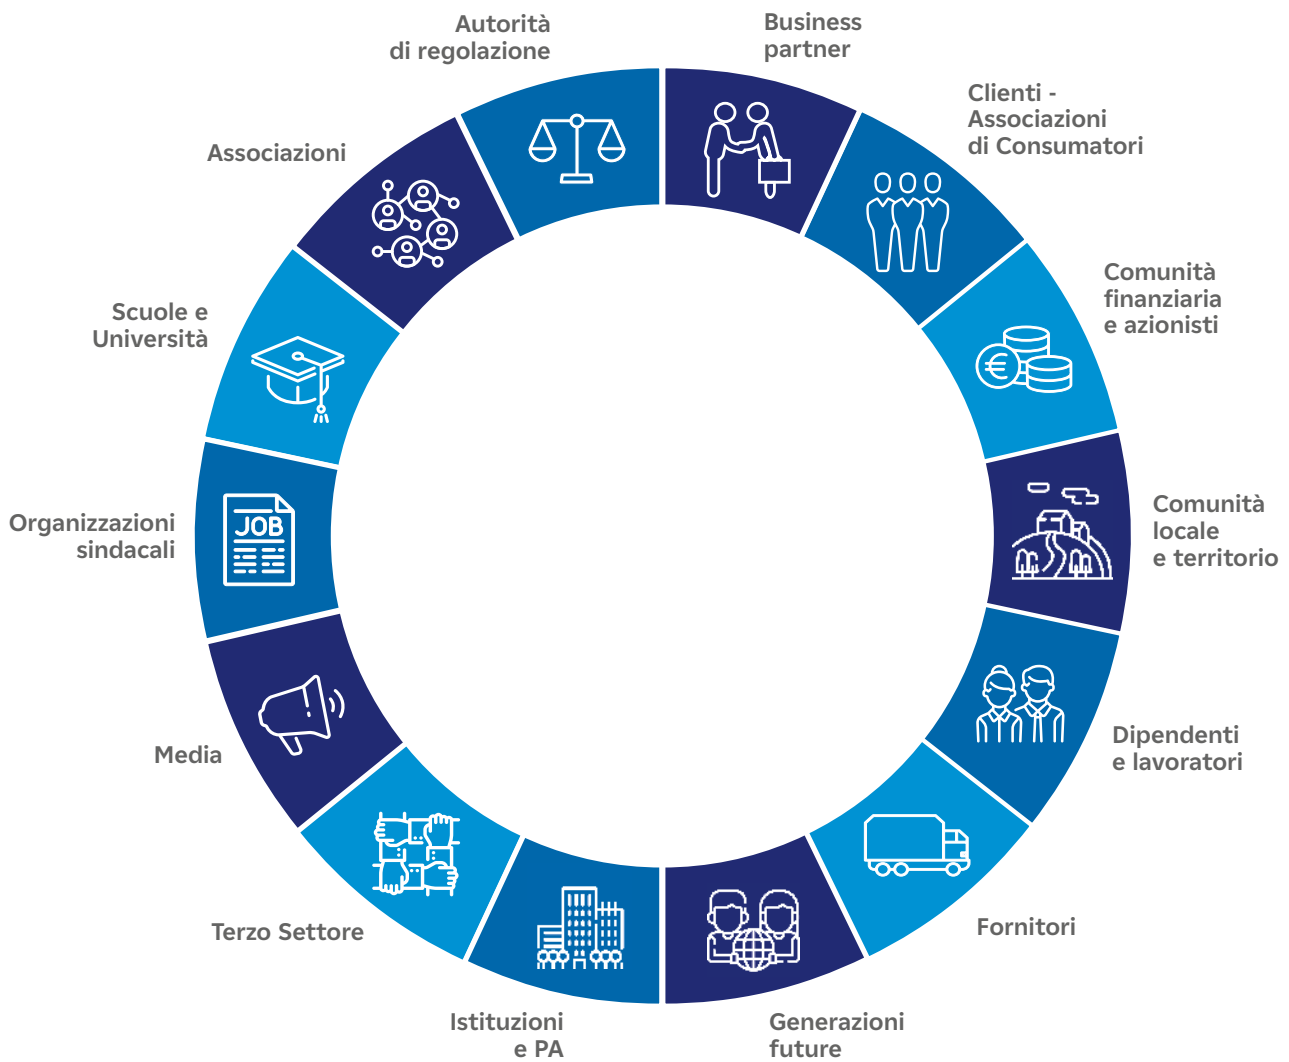 Autorità
di regolazione
Business
partner
Clienti -
Associazioni
di Consumatori
Comunità
finanziaria
e azionisti
Comunità
locale
e territorio
Dipendenti
e lavoratori
Fornitori
Generazioni
future
Istituzioni
e PA
Terzo Settore
Media
Organizzazioni
sindacali
JOB
Scuole e
Università
Associazioni
€